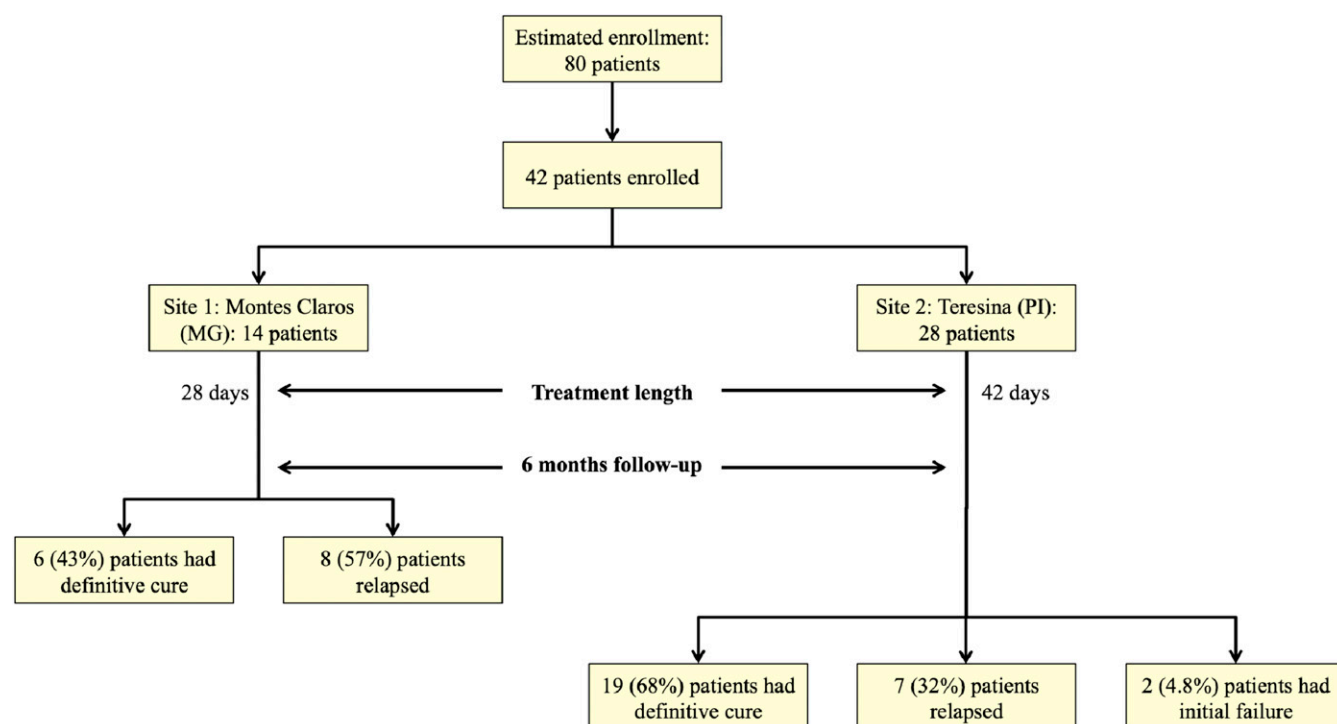 Estimated enrollment:
80 patients
42 patients enrolled
Site 1: Montes Claros
(MG): 14 patients
Site 2: Teresina (PI):
28 patients
28 days
Treatment length
42 days
6 months follow-up
6 (43%) patients had
definitive cure
8 (57%) patients
relapsed
19 (68%) patients had
definitive cure
7 (32%) patients
relapsed
2 (4.8%) patients had
initial failure